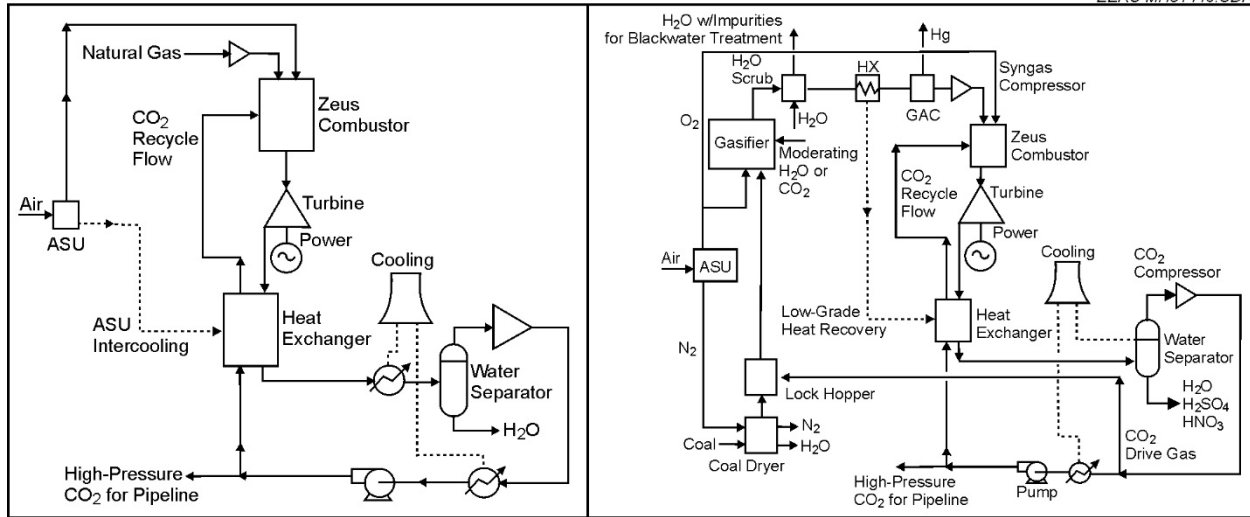 Natural Gas
Zeus
Combustor
CO2
Recycle
Flow
Air
ASU
Turbine
Power
Cooling
ASU
Intercooling
Heat
Exchanger
Water
Separator
H2O
High-Pressure
CO2 for Pipeline
H2O w/Impurities
for Blackwater Treatment
Hg
H2O
Scrub
HX
Syngas
Compressor
GAC
H2O
O2
Gasifier
Moderating
H2O or
CO2
Zeus
Combustor
CO2
Recycle
Flow
Turbine
Power
Air
ASU
Cooling
CO2
Compressor
Low-Grade
Heat Recovery
Heat
Exchanger
Water
Separator
N2
Lock Hopper
H2O
H2SO4
HNO3
N2
Coal
H2O
Coal Dryer
CO2
Drive Gas
High-Pressure
CO2 for Pipeline
Pump